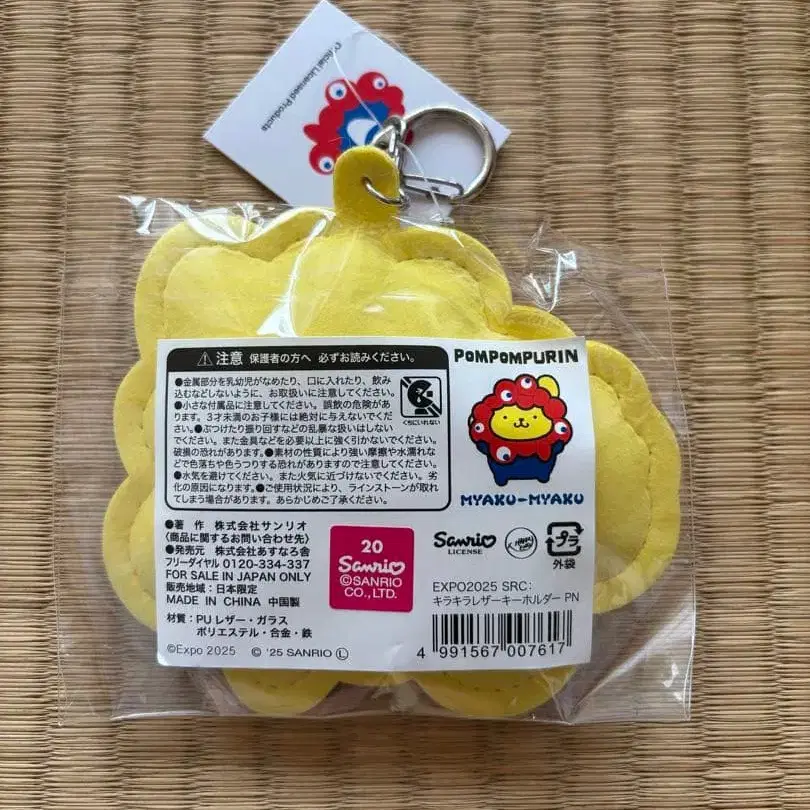 Official Licensed Products
⚠注意 保護者の方へ 必ずお読みください。
●金属部分を乳幼児がなめたり、口に入れたり、飲み
込むなどしないように、お取扱いに注意してください。
●小さな付属品に注意してください。誤飲の危険があ
ります。3才未満のお子様には絶対に与えないでくだ
さい。●ぶつけたり振り回すなどの乱暴な扱いはしない
でください。また金具などを必要以上に強く引かないでください。
破損の恐れがあります。●素材の性質により強い摩擦や水濡れな
どで色落ちや色うつりする恐れがありますので注意してください。
●水気を避けてください。また火気に近づけないでください。劣
化の原因になります。●ご使用状況により、ラインストーンが取れ
てしまう場合があります。あらかじめご了承ください。
くちにいれない
POMPOMPURIN
MYAKU-MYAKU
●著 作 株式会社サンリオ
〈商品に関するお問い合わせ先〉
●発売元 株式会社あすなろ舎
フリーダイヤル 0120-334-337
FOR SALE IN JAPAN ONLY
販売地域:日本限定
MADE IN CHINA 中国製
材質:PUレザー・ガラス
ポリエステル・合金・鉄
©Expo 2025 © '25 SANRIO Ⓛ
20
Sanrio
©SANRIO
CO.,LTD.
Sanrio
LICENSE
プラ
外袋
EXPO2025 SRC:
キラキラレザーキーホルダー PN
4 991567 007617